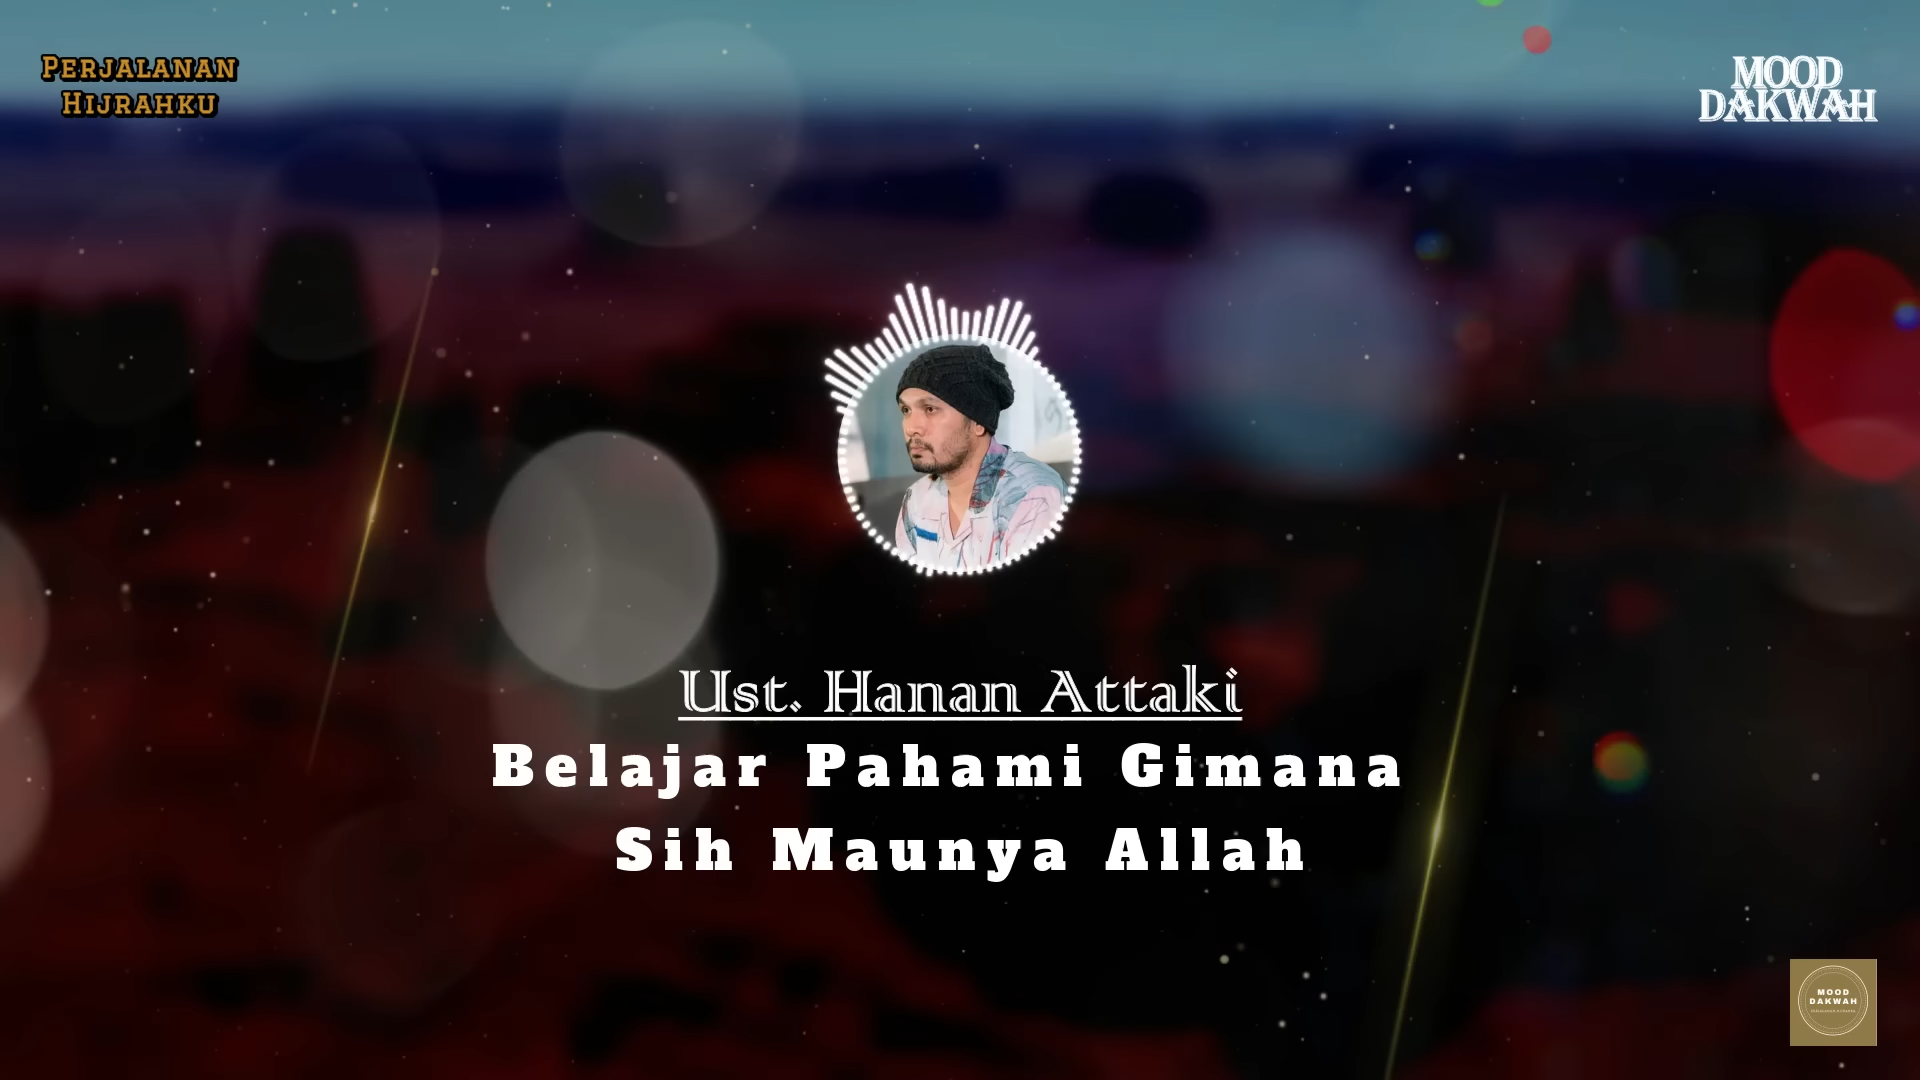 PERJALANAN
HIJRAHKU
MOOD
DAKWAH
Ust. Hanan Attaki
Belajar Pahami Gimana
Sih Maunya Allah
MOOD
DAKWAH